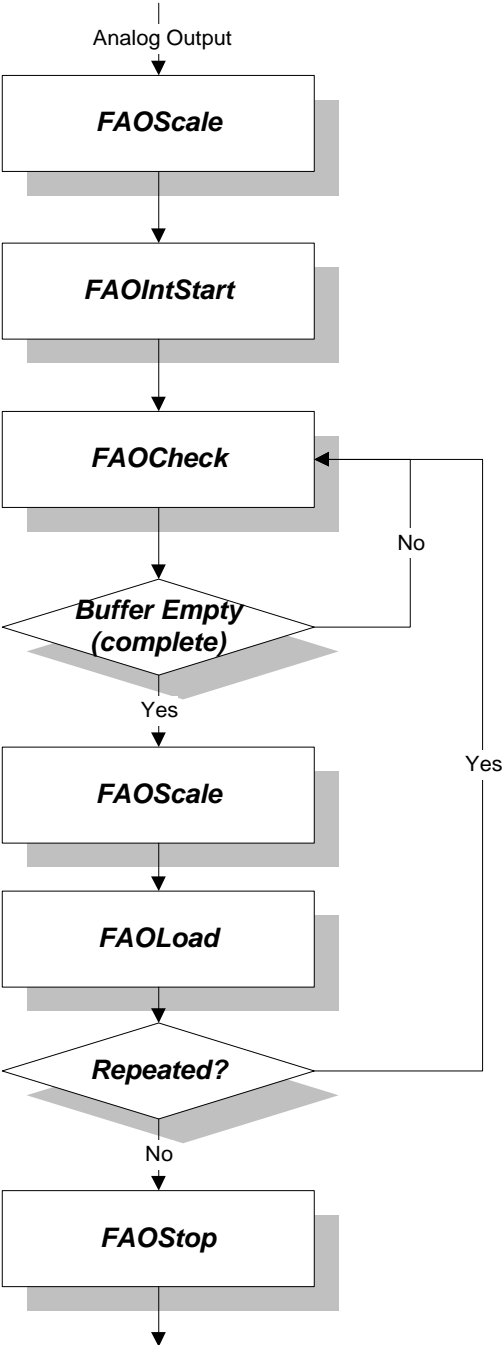 Analog Output
FAOScale
FAOIntStart
FAOCheck
No
Buffer Empty
(complete)
Yes
FAOScale
Yes
FAOLoad
Repeated?
No
FAOStop